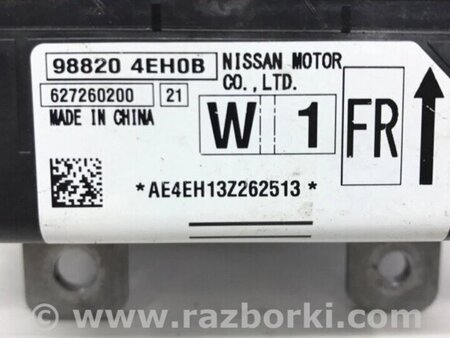 98820 4EH0B
NISSAN MOTOR
CO.,LTD.
627260200
21
MADE IN CHINA
W 1
FR
*AE4EH13Z262513*
www.razborki.com